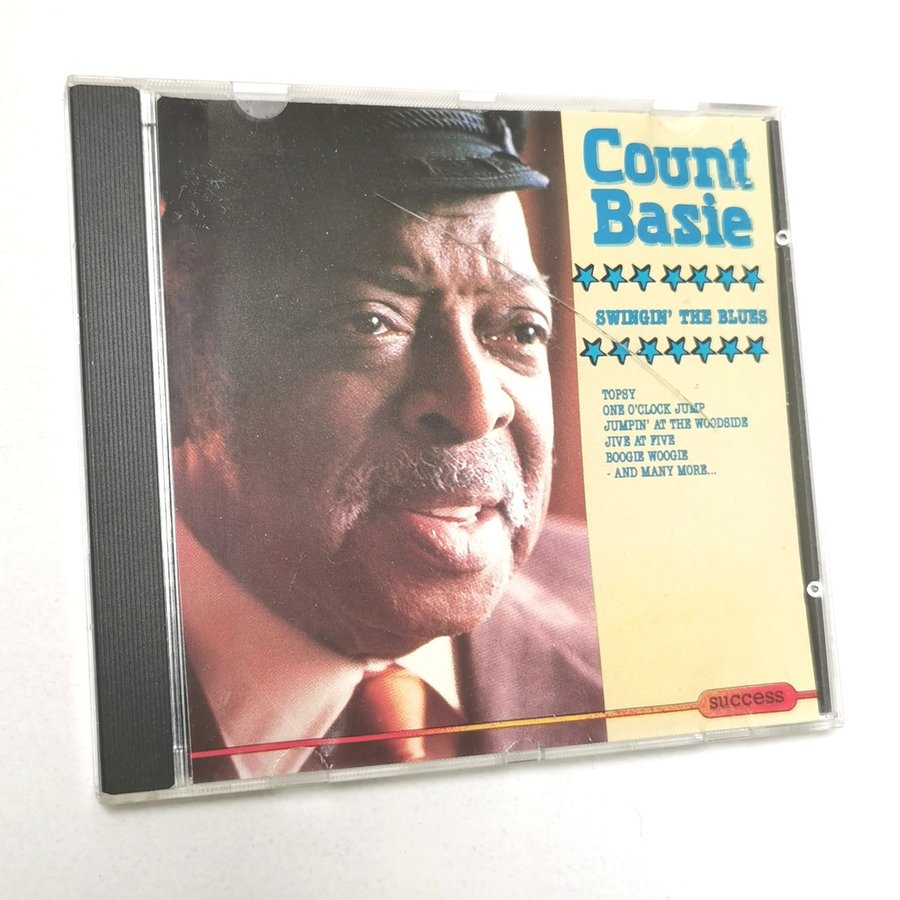 Count
Basie
SWINGIN' THE BLUES
TOPSY
ONE O'CLOCK JUMP
JUMPIN' AT THE WOODSIDE
JIVE AT FIVE
BOOGIE WOOGIE
- AND MANY MORE...
success